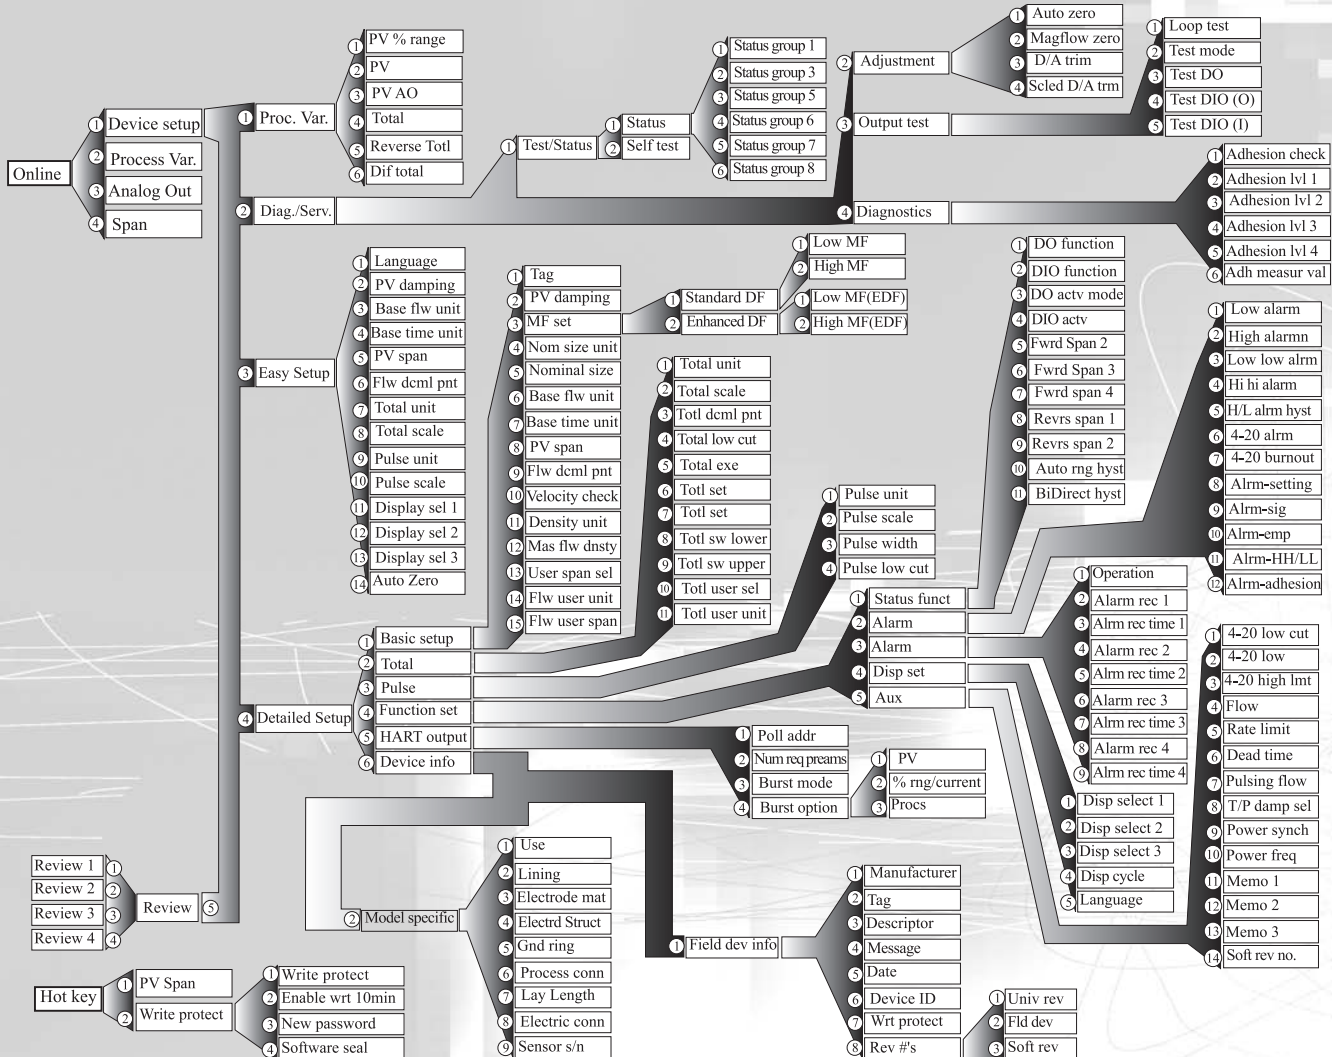 Online
1 Device setup
2 Process Var.
3 Analog Out
4 Span
1 Proc. Var.
1 PV % range
2 PV
3 PV AO
4 Total
5 Reverse Totl
6 Dif total
2 Diag./Serv.
1 Test/Status
1 Status
2 Self test
1 Status group 1
2 Status group 3
3 Status group 5
4 Status group 6
5 Status group 7
6 Status group 8
2 Adjustment
1 Auto zero
2 Magflow zero
3 D/A trim
4 Scled D/A trm
3 Output test
1 Loop test
2 Test mode
3 Test DO
4 Test DIO (O)
5 Test DIO (I)
4 Diagnostics
1 Adhesion check
2 Adhesion lvl 1
3 Adhesion lvl 2
4 Adhesion lvl 3
5 Adhesion lvl 4
6 Adh measur val
3 Easy Setup
1 Language
2 PV damping
3 Base flw unit
4 Base time unit
5 PV span
6 Flw dcml pnt
7 Total unit
8 Total scale
9 Pulse unit
10 Pulse scale
11 Display sel 1
12 Display sel 2
13 Display sel 3
14 Auto Zero
4 Detailed Setup
1 Basic setup
2 Total
3 Pulse
4 Function set
5 HART output
6 Device info
1 Tag
2 PV damping
3 MF set
4 Nom size unit
5 Nominal size
6 Base flw unit
7 Base time unit
8 PV span
9 Flw dcml pnt
10 Velocity check
11 Density unit
12 Mas flw dnsty
13 User span sel
14 Flw user unit
15 Flw user span
1 Standard DF
2 Enhanced DF
1 Low MF
2 High MF
1 Low MF(EDF)
2 High MF(EDF)
1 Total unit
2 Total scale
3 Totl dcml pnt
4 Total low cut
5 Total exe
6 Totl set
7 Totl set
8 Totl sw lower
9 Totl sw upper
10 Totl user sel
11 Totl user unit
1 Pulse unit
2 Pulse scale
3 Pulse width
4 Pulse low cut
1 Status funct
2 Alarm
3 Alarm
4 Disp set
5 Aux
1 DO function
2 DIO function
3 DO actv mode
4 DIO actv
5 Fwrd Span 2
6 Fwrd Span 3
7 Fwrd span 4
8 Revrs span 1
9 Revrs span 2
10 Auto rng hyst
11 BiDirect hyst
1 Low alarm
2 High alarmn
3 Low low alrm
4 Hi hi alarm
5 H/L alrm hyst
6 4-20 alrm
7 4-20 burnout
8 Alrm-setting
9 Alrm-sig
10 Alrm-emp
11 Alrm-HH/LL
12 Alrm-adhesion
1 Operation
2 Alarm rec 1
3 Alrm rec time 1
4 Alarm rec 2
5 Alrm rec time 2
6 Alarm rec 3
7 Alrm rec time 3
8 Alarm rec 4
9 Alrm rec time 4
1 Disp select 1
2 Disp select 2
3 Disp select 3
4 Disp cycle
5 Language
1 4-20 low cut
2 4-20 low
3 4-20 high lmt
4 Flow
5 Rate limit
6 Dead time
7 Pulsing flow
8 T/P damp sel
9 Power synch
10 Power freq
11 Memo 1
12 Memo 2
13 Memo 3
14 Soft rev no.
1 Poll addr
2 Num req preams
3 Burst mode
4 Burst option
1 PV
2 % rng/current
3 Procs
1 Field dev info
1 Manufacturer
2 Tag
3 Descriptor
4 Message
5 Date
6 Device ID
7 Wrt protect
8 Rev #'s
1 Univ rev
2 Fld dev
3 Soft rev
2 Model specific
1 Use
2 Lining
3 Electrode mat
4 Electrd Struct
5 Gnd ring
6 Process conn
7 Lay Length
8 Electric conn
9 Sensor s/n
Review 5
Review 1 1
Review 2 2
Review 3 3
Review 4 4
Hot key
1 PV Span
2 Write protect
1 Write protect
2 Enable wrt 10min
3 New password
4 Software seal